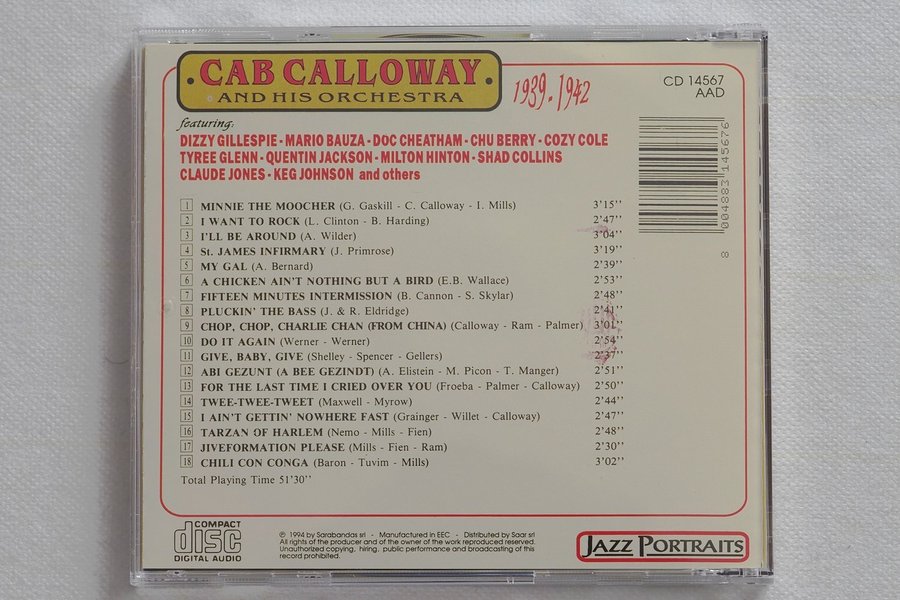 CAB CALLOWAY
AND HIS ORCHESTRA
1939-1942
CD 14567
AAD
featuring:
DIZZY GILLESPIE - MARIO BAUZA - DOC CHEATHAM - CHU BERRY - COZY COLE
TYREE GLENN - QUENTIN JACKSON - MILTON HINTON - SHAD COLLINS
CLAUDE JONES - KEG JOHNSON and others
8 004883 145676
1 MINNIE THE MOOCHER (G. Gaskill - C. Calloway - I. Mills) 3'15''
2 I WANT TO ROCK (L. Clinton - B. Harding) 2'47''
3 I'LL BE AROUND (A. Wilder) 3'04''
4 St. JAMES INFIRMARY (J. Primrose) 3'19''
5 MY GAL (A. Bernard) 2'39''
6 A CHICKEN AIN'T NOTHING BUT A BIRD (E.B. Wallace) 2'53''
7 FIFTEEN MINUTES INTERMISSION (B. Cannon - S. Skylar) 2'48''
8 PLUCKIN' THE BASS (J. & R. Eldridge) 2'41''
9 CHOP, CHOP, CHARLIE CHAN (FROM CHINA) (Calloway - Ram - Palmer) 3'01''
10 DO IT AGAIN (Werner - Werner) 2'54''
11 GIVE, BABY, GIVE (Shelley - Spencer - Gellers) 2'37''
12 ABI GEZUNT (A BEE GEZINDT) (A. Elistein - M. Picon - T. Manger) 2'51''
13 FOR THE LAST TIME I CRIED OVER YOU (Froeba - Palmer - Calloway) 2'50''
14 TWEE-TWEE-TWEET (Maxwell - Myrow) 2'44''
15 I AIN'T GETTIN' NOWHERE FAST (Grainger - Willet - Calloway) 2'47''
16 TARZAN OF HARLEM (Nemo - Mills - Fien) 2'48''
17 JIVEFORMATION PLEASE (Mills - Fien - Ram) 2'30''
18 CHILI CON CONGA (Baron - Tuvim - Mills) 3'02''
Total Playing Time 51'30''
COMPACT
disc
DIGITAL AUDIO
℗ 1994 by Sarabandas srl - Manufactured in EEC - Distributed by Saar srl
All rights of the producer and of the owner of the work reproduced reserved.
Unauthorized copying, hiring, public performance and broadcasting of this
record prohibited.
JAZZ PORTRAITS